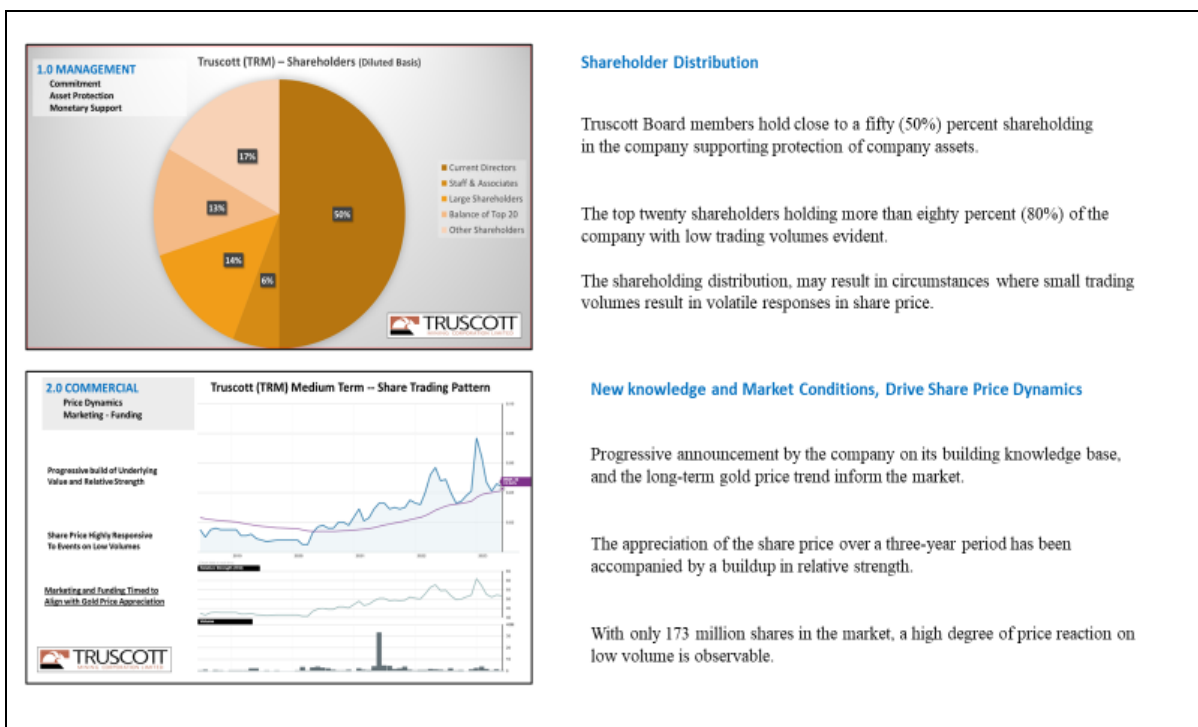 1.0 MANAGEMENT
Commitment
Asset Protection
Monetary Support
Truscott (TRM) – Shareholders (Diluted Basis)
17%
13%
14%
6%
50%
Current Directors
Staff & Associates
Large Shareholders
Balance of Top 20
Other Shareholders
TRUSCOTT
MINING CORPORATION LIMITED
Shareholder Distribution
Truscott Board members hold close to a fifty (50%) percent shareholding
in the company supporting protection of company assets.
The top twenty shareholders holding more than eighty percent (80%) of the
company with low trading volumes evident.
The shareholding distribution, may result in circumstances where small trading
volumes result in volatile responses in share price.
2.0 COMMERCIAL
Price Dynamics
Marketing - Funding
Truscott (TRM) Medium Term -- Share Trading Pattern
Progressive build of Underlying
Value and Relative Strength
Share Price Highly Responsive
To Events on Low Volumes
Marketing and Funding Timed to
Align with Gold Price Appreciation
TRUSCOTT
MINING CORPORATION LIMITED
New knowledge and Market Conditions, Drive Share Price Dynamics
Progressive announcement by the company on its building knowledge base,
and the long-term gold price trend inform the market.
The appreciation of the share price over a three-year period has been
accompanied by a buildup in relative strength.
With only 173 million shares in the market, a high degree of price reaction on
low volume is observable.